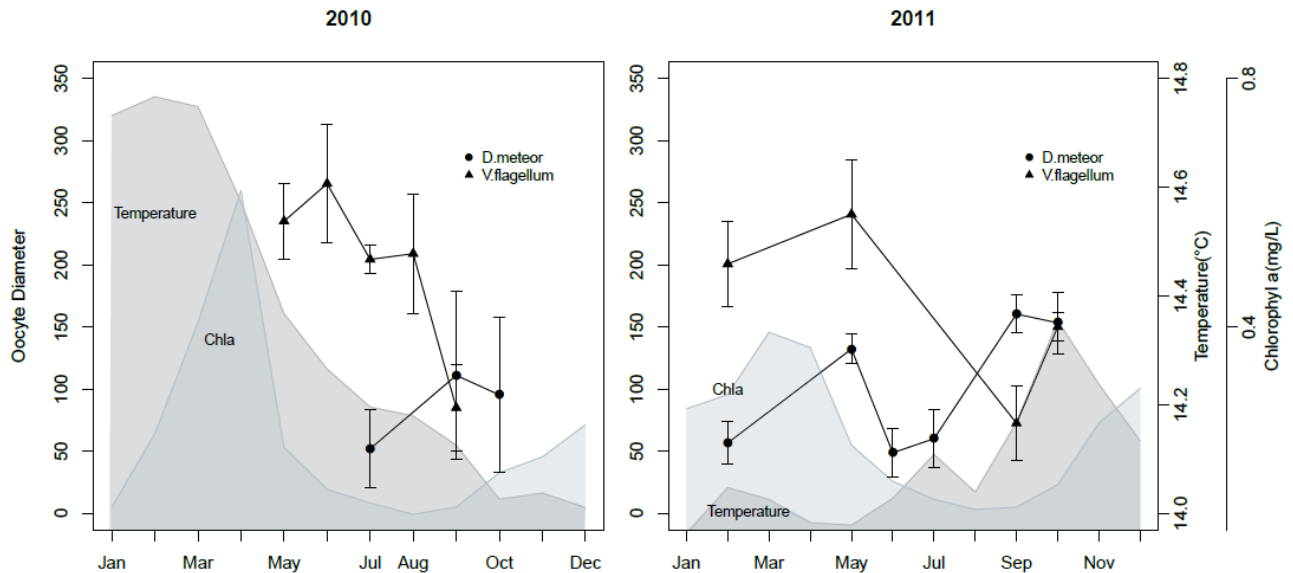 2010
2011
350
300
250
200
150
100
50
0
Oocyte Diameter
D.meteor
V.flagellum
Temperature
Chla
Jan
Mar
May
Jul
Aug
Oct
Dec
350
300
250
200
150
100
50
0
D.meteor
V.flagellum
Chla
Temperature
Jan
Mar
May
Jul
Sep
Nov
14.8
14.6
14.4
14.2
14.0
Temperature(°C)
0.8
0.4
Chlorophyl a(mg/L)